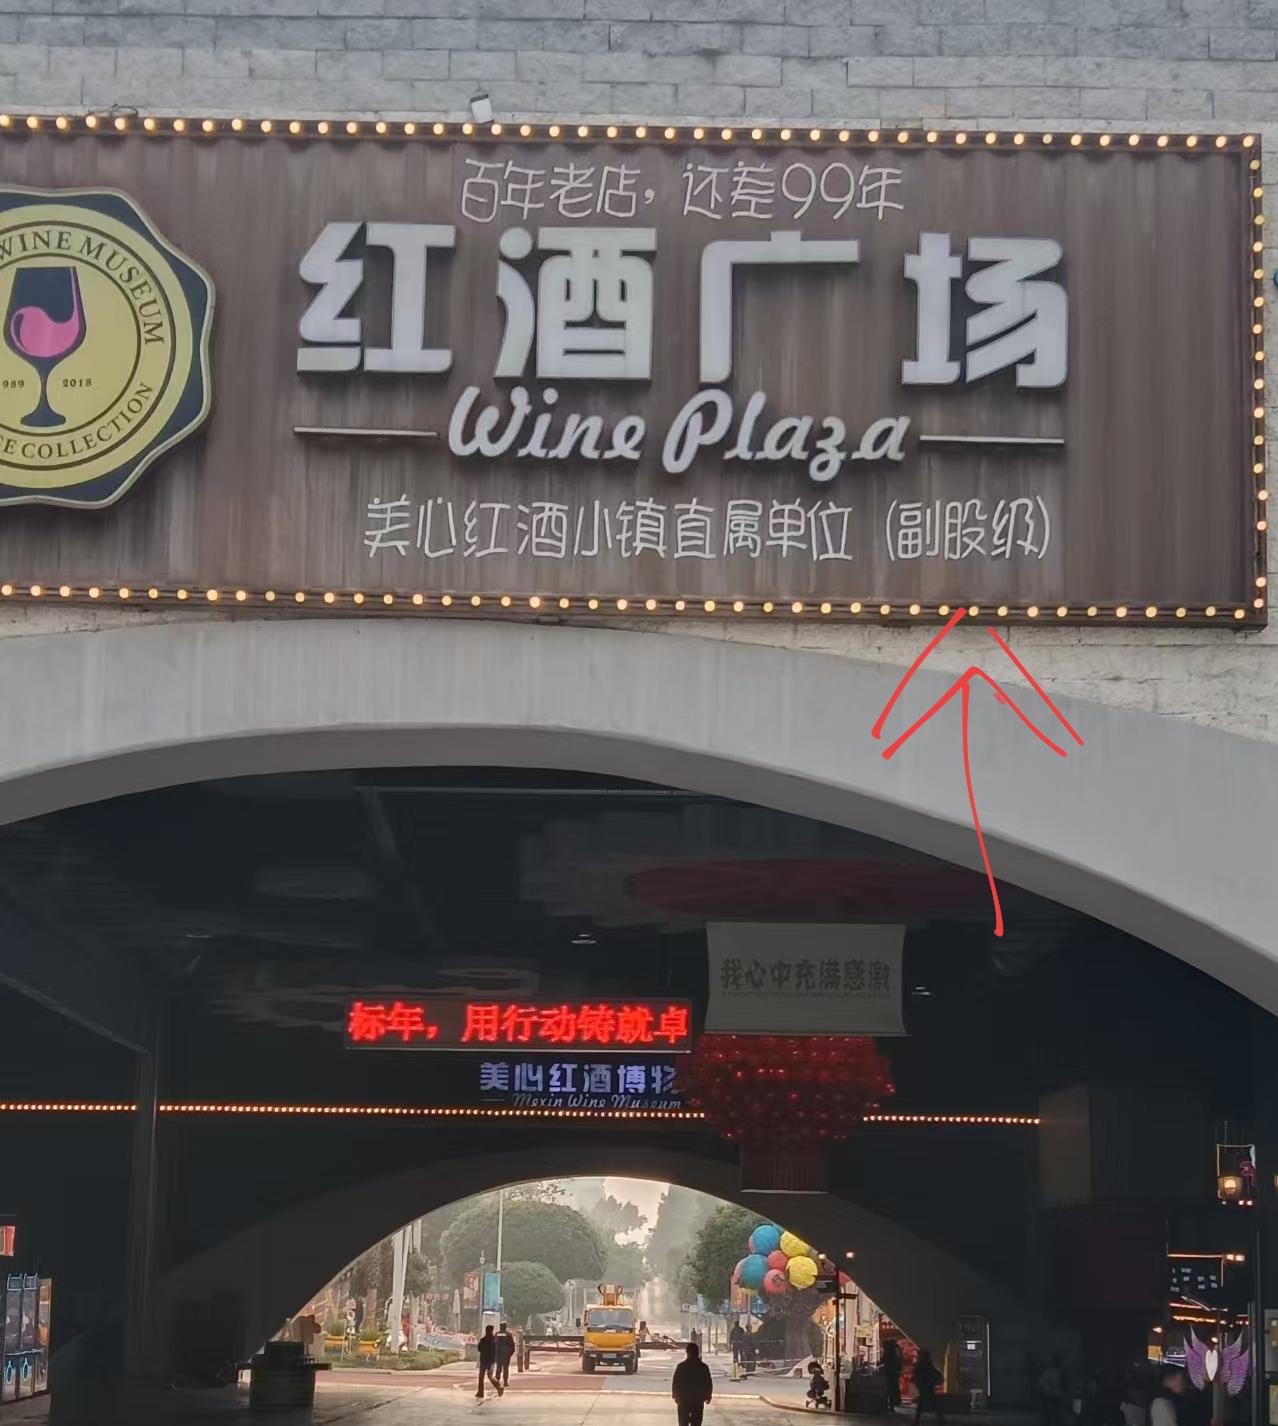 百年老店，还差99年
红酒广场
Wine Plaza
美心红酒小镇直属单位（副股级）
WINE MUSEUM
989 2018
COLLECTION
我心中充满感激
标年，用行动铸就卓
美心红酒博物
Mexin Wine Museum